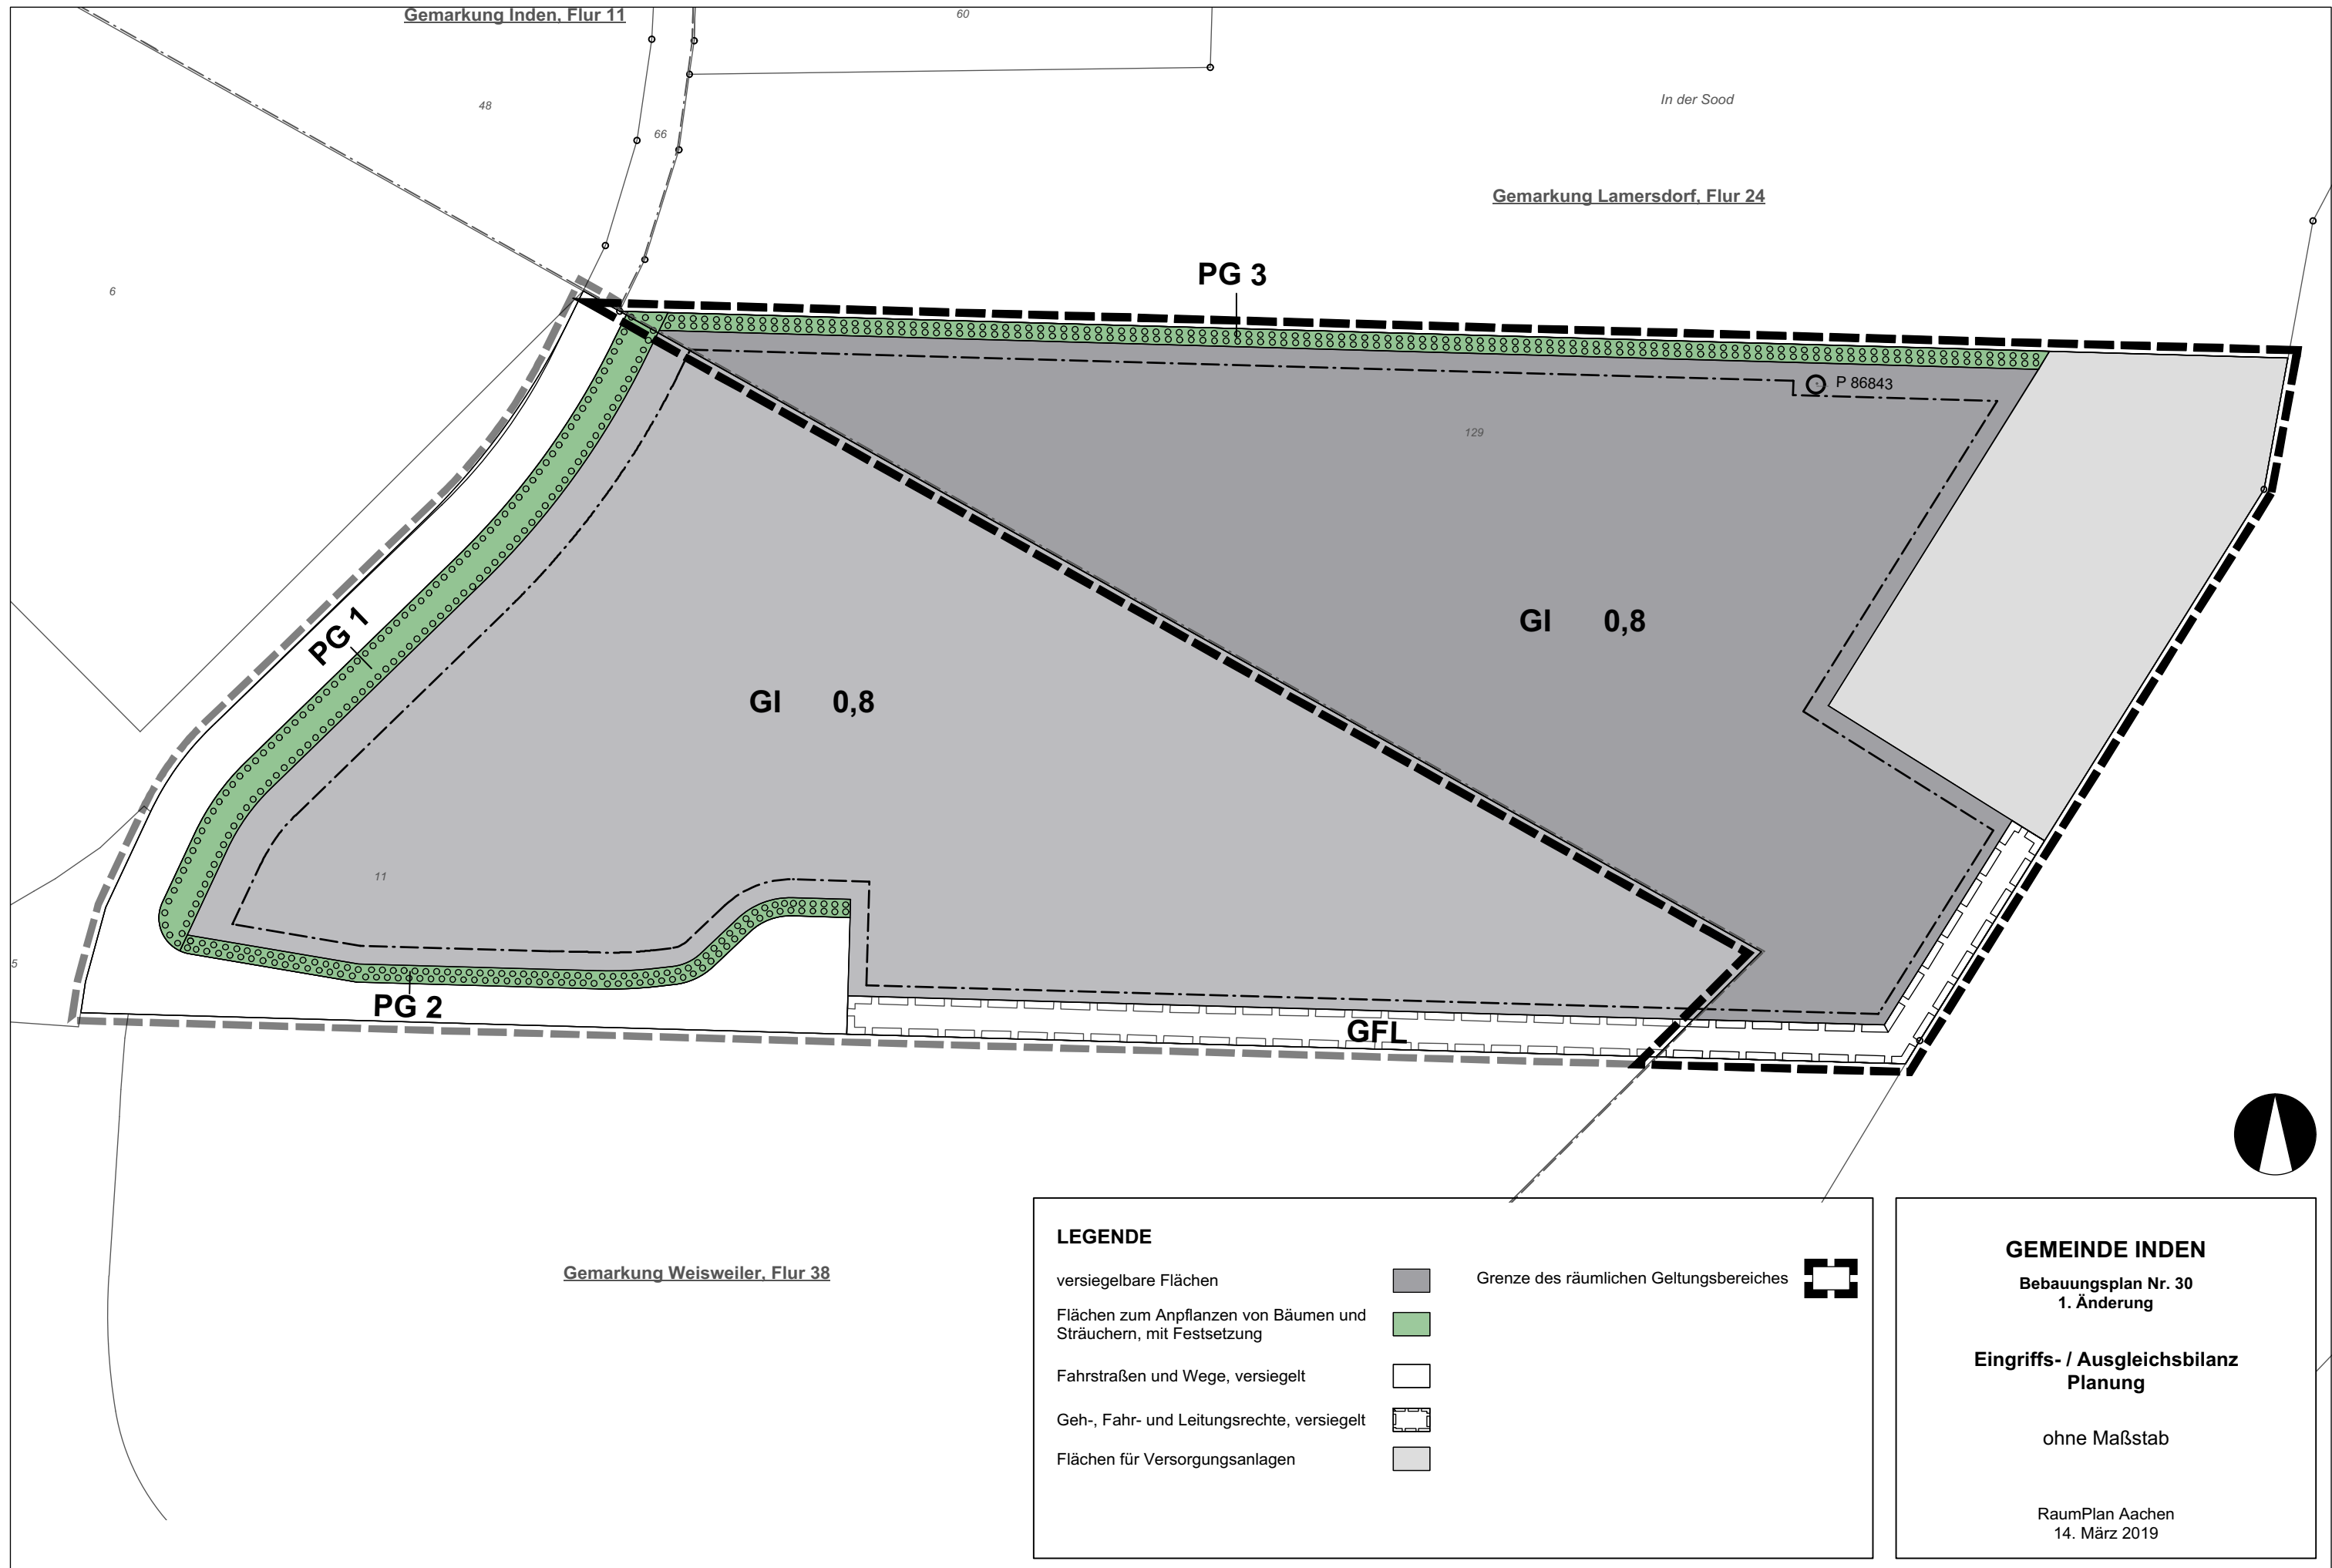 Gemarkung Inden, Flur 11
60
48
66
In der Sood
Gemarkung Lamersdorf, Flur 24
6
PG 3
P 86843
129
PG 1
GI 0,8
GI 0,8
11
5
PG 2
GFL
Gemarkung Weisweiler, Flur 38
LEGENDE
versiegelbare Flächen
Flächen zum Anpflanzen von Bäumen und
Sträuchern, mit Festsetzung
Fahrstraßen und Wege, versiegelt
Geh-, Fahr- und Leitungsrechte, versiegelt
Flächen für Versorgungsanlagen
Grenze des räumlichen Geltungsbereiches
GEMEINDE INDEN
Bebauungsplan Nr. 30
1. Änderung
Eingriffs- / Ausgleichsbilanz
Planung
ohne Maßstab
RaumPlan Aachen
14. März 2019